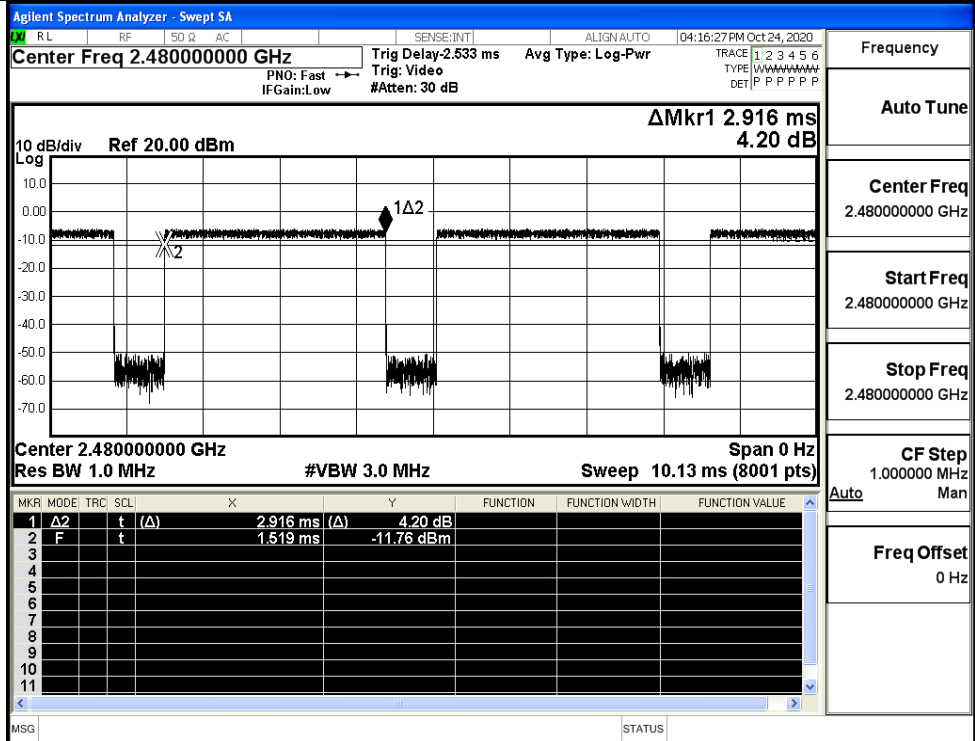 Agilent Spectrum Analyzer - Swept SA
LXI RL RF 50 Ω AC SENSE:INT ALIGN AUTO 04:16:27 PM Oct 24, 2020
Center Freq 2.480000000 GHz
PNO: Fast
IFGain:Low
Trig Delay-2.533 ms
Trig: Video
#Atten: 30 dB
Avg Type: Log-Pwr
TRACE 1 2 3 4 5 6
TYPE WWWWWW
DET P P P P P P
ΔMkr1 2.916 ms
4.20 dB
10 dB/div Ref 20.00 dBm
Log
10.0
0.00
-10.0
-20.0
-30.0
-40.0
-50.0
-60.0
-70.0
1Δ2
2
Center 2.480000000 GHz Span 0 Hz
Res BW 1.0 MHz #VBW 3.0 MHz Sweep 10.13 ms (8001 pts)
MKR MODE TRC SCL X Y FUNCTION FUNCTION WIDTH FUNCTION VALUE
1 Δ2 t (Δ) 2.916 ms (Δ) 4.20 dB
2 F t 1.519 ms -11.76 dBm
3
4
5
6
7
8
9
10
11
MSG STATUS
Frequency
Auto Tune
Center Freq
2.480000000 GHz
Start Freq
2.480000000 GHz
Stop Freq
2.480000000 GHz
CF Step
1.000000 MHz
Auto Man
Freq Offset
0 Hz